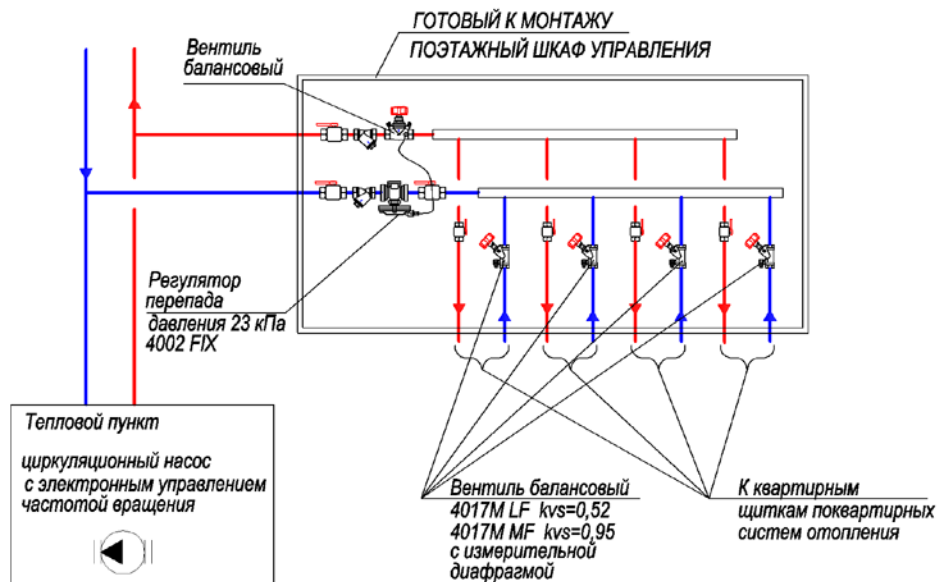 ГОТОВЫЙ К МОНТАЖУ
ПОЭТАЖНЫЙ ШКАФ УПРАВЛЕНИЯ
Вентиль
балансовый
Регулятор
перепада
давления 23 кПа
4002 FIX
Тепловой пункт
циркуляционный насос
с электронным управлением
частотой вращения
Вентиль балансовый
4017M LF kvs=0,52
4017M MF kvs=0,95
с измерительной
диафрагмой
К квартирным
щиткам поквартирных
систем отопления